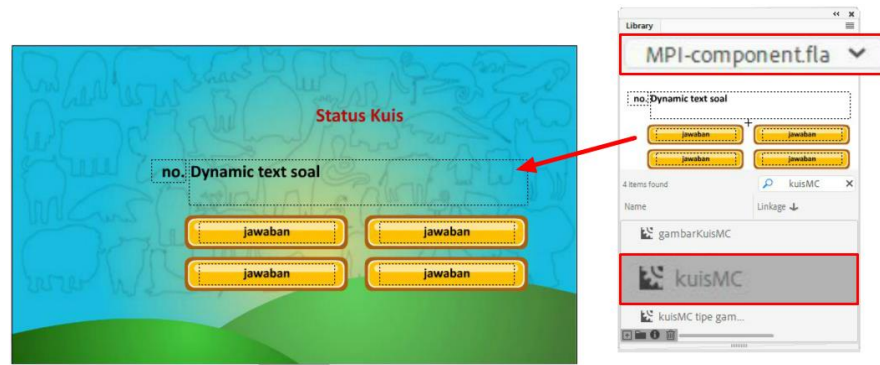 Status Kuis
no. Dynamic text soal
jawaban jawaban
jawaban jawaban
Library
MPI-component.fla
no. Dynamic text soal
jawaban jawaban
jawaban jawaban
4 items found kuisMC
Name Linkage
gambarKuisMC
kuisMC
kuisMC tipe gam...